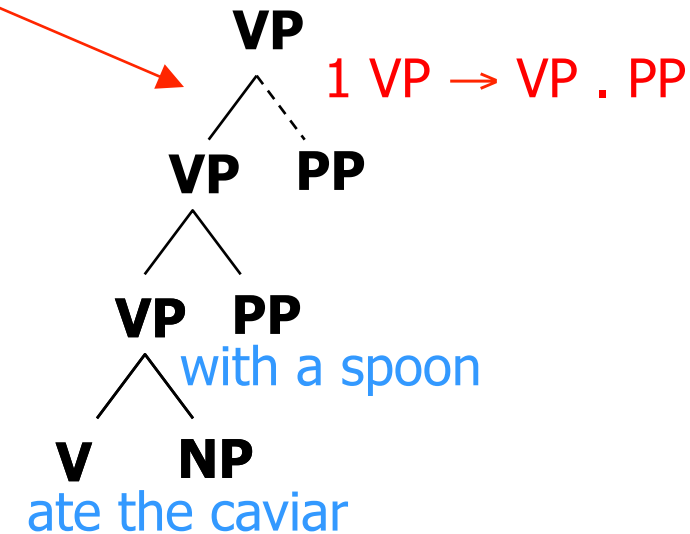 VP
1 VP → VP . PP
VP PP
VP PP
with a spoon
V NP
ate the caviar